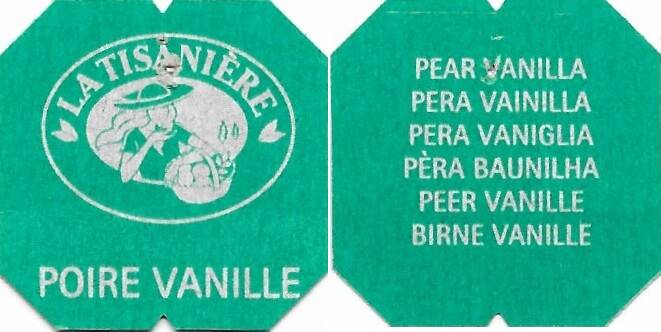 LA TISANIÈRE
POIRE VANILLE
PEAR VANILLA
PERA VAINILLA
PERA VANIGLIA
PÈRA BAUNILHA
PEER VANILLE
BIRNE VANILLE